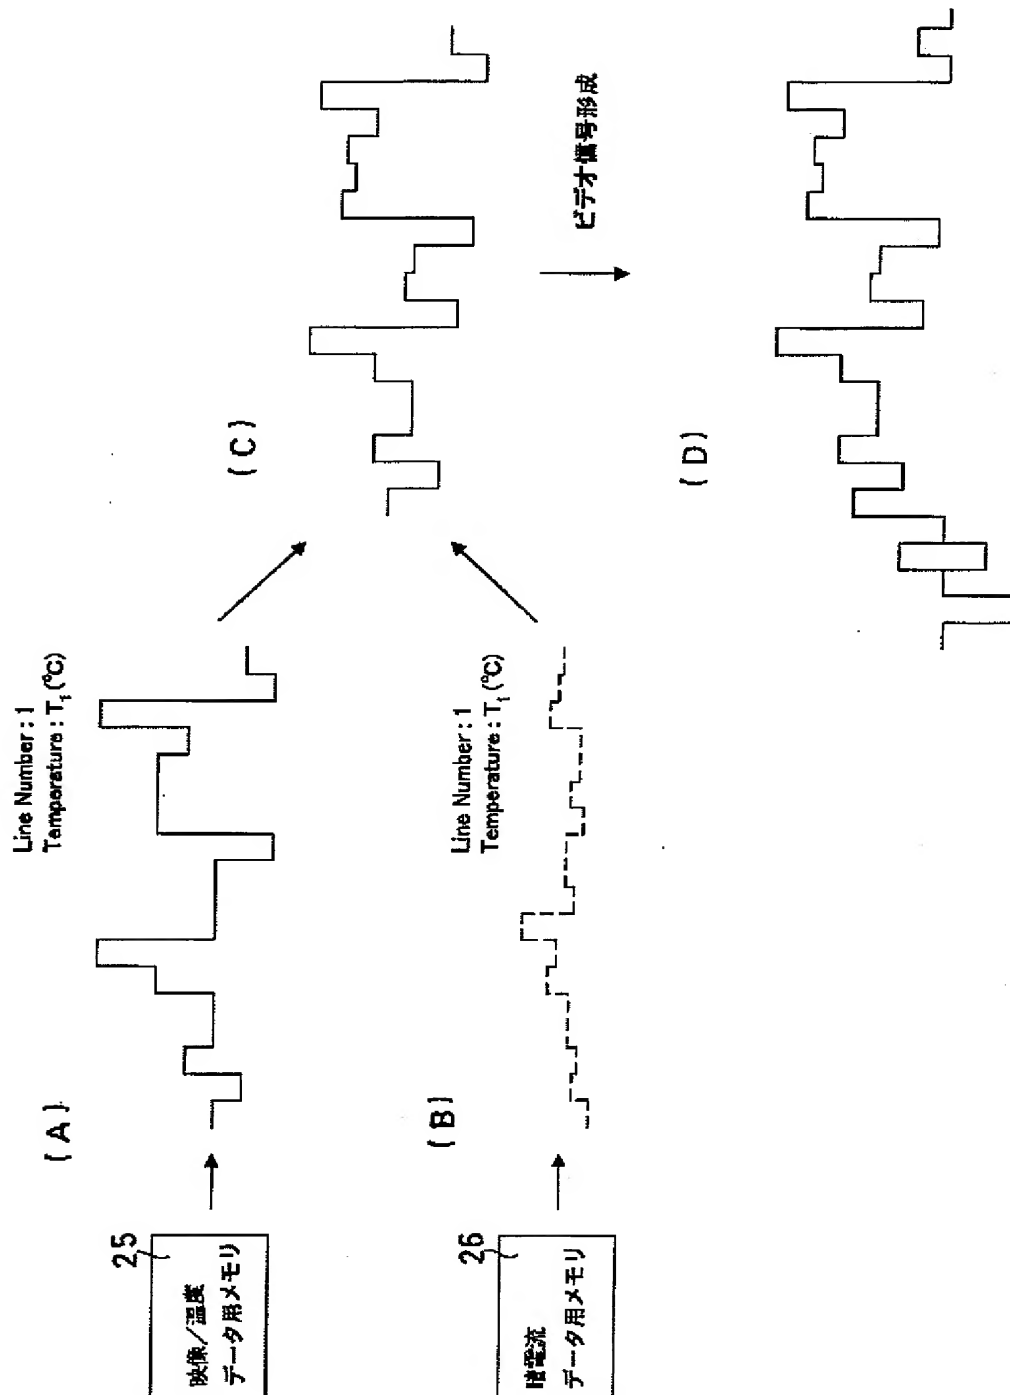 25
映像／温度
データ用メモリ
(A)
Line Number : 1
Temperature : T₁ (°C)
26
暗電流
データ用メモリ
(B)
Line Number : 1
Temperature : T₁ (°C)
(C)
ビデオ信号形成
(D)